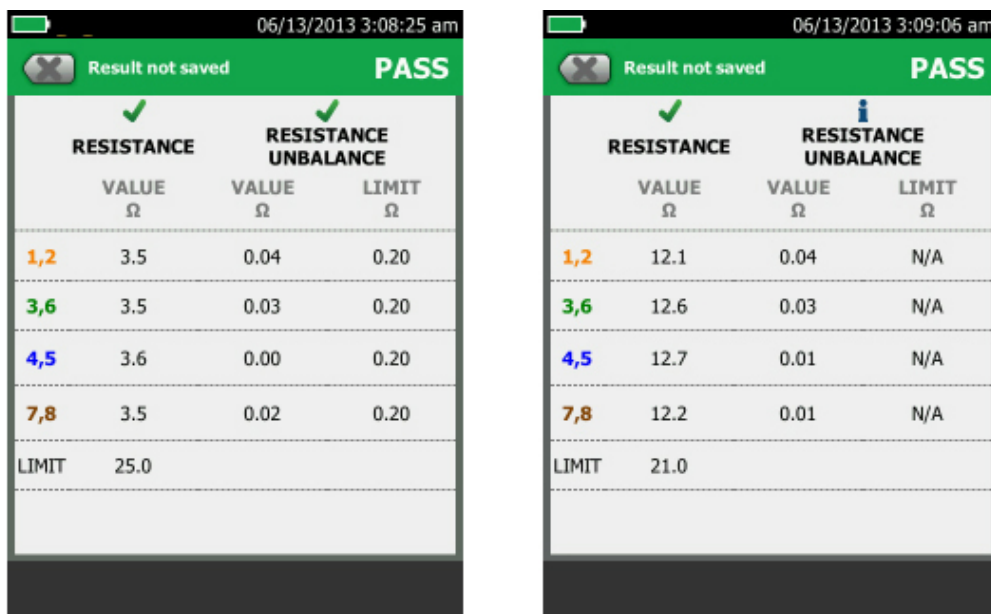 06/13/2013 3:08:25 am
Result not saved PASS
RESISTANCE RESISTANCE
UNBALANCE
VALUE VALUE LIMIT
Ω Ω Ω
1,2 3.5 0.04 0.20
3,6 3.5 0.03 0.20
4,5 3.6 0.00 0.20
7,8 3.5 0.02 0.20
LIMIT 25.0
06/13/2013 3:09:06 am
Result not saved PASS
RESISTANCE RESISTANCE
UNBALANCE
VALUE VALUE LIMIT
Ω Ω Ω
1,2 12.1 0.04 N/A
3,6 12.6 0.03 N/A
4,5 12.7 0.01 N/A
7,8 12.2 0.01 N/A
LIMIT 21.0